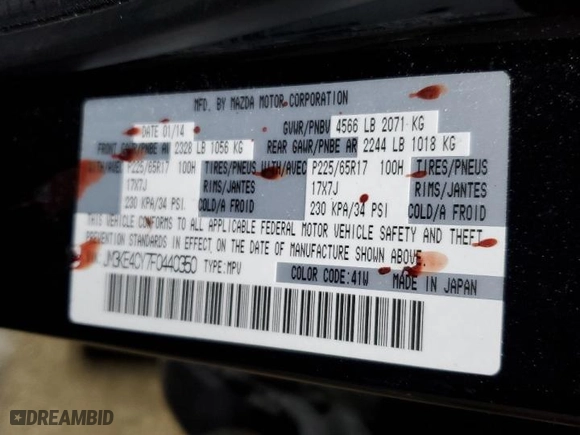 MFD. BY MAZDA MOTOR CORPORATION
DATE 01/14 GVWR/PNBV 4566 LB 2071 KG
FRONT GAWR/PNBE AV 2328 LB 1056 KG REAR GAWR/PNBE AR 2244 LB 1018 KG
WITH/AVEC P225/65R17 100H TIRES/PNEUS WITH/AVEC P225/65R17 100H TIRES/PNEUS
17X7J RIMS/JANTES 17X7J RIMS/JANTES
230 KPA/34 PSI COLD/A FROID 230 KPA/34 PSI COLD/A FROID
THIS VEHICLE CONFORMS TO ALL APPLICABLE FEDERAL MOTOR VEHICLE SAFETY AND THEFT
PREVENTION STANDARDS IN EFFECT ON THE DATE OF MANUFACTURE SHOWN ABOVE.
JM3KE4CY7F0440350 TYPE:MPV
COLOR CODE:41W MADE IN JAPAN
DREAMBID